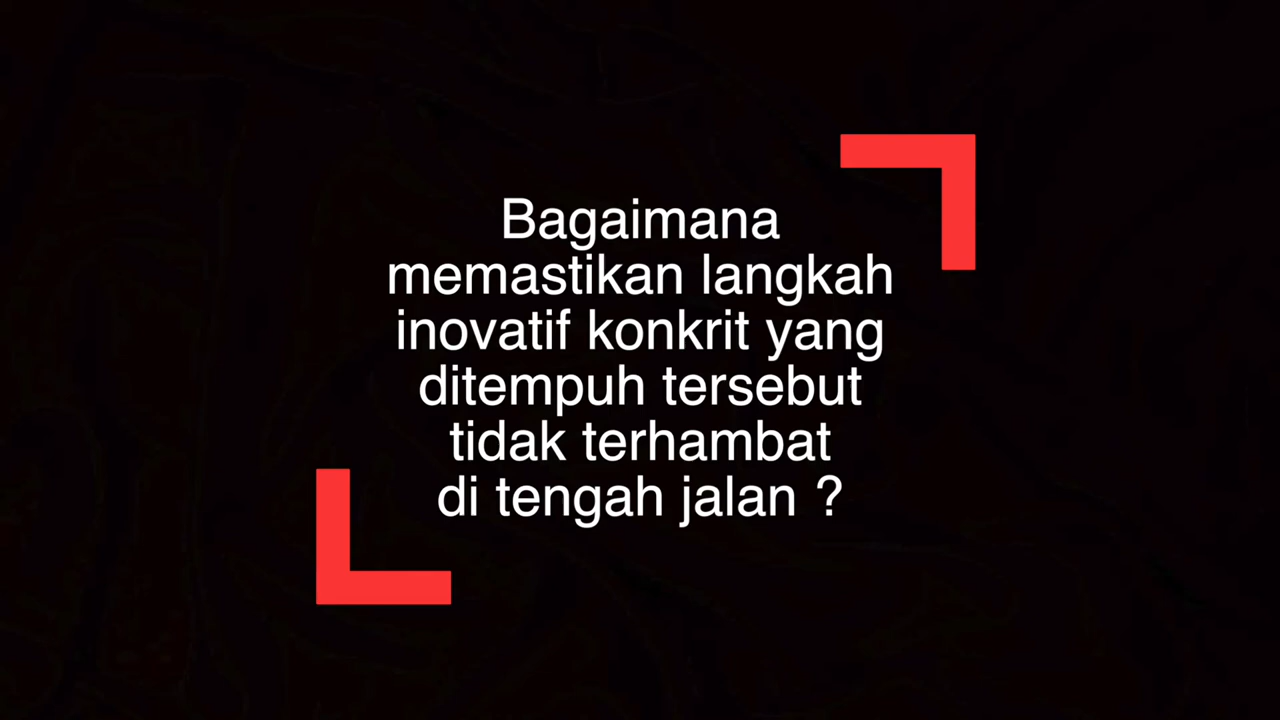 Bagaimana
memastikan langkah
inovatif konkrit yang
ditempuh tersebut
tidak terhambat
di tengah jalan ?